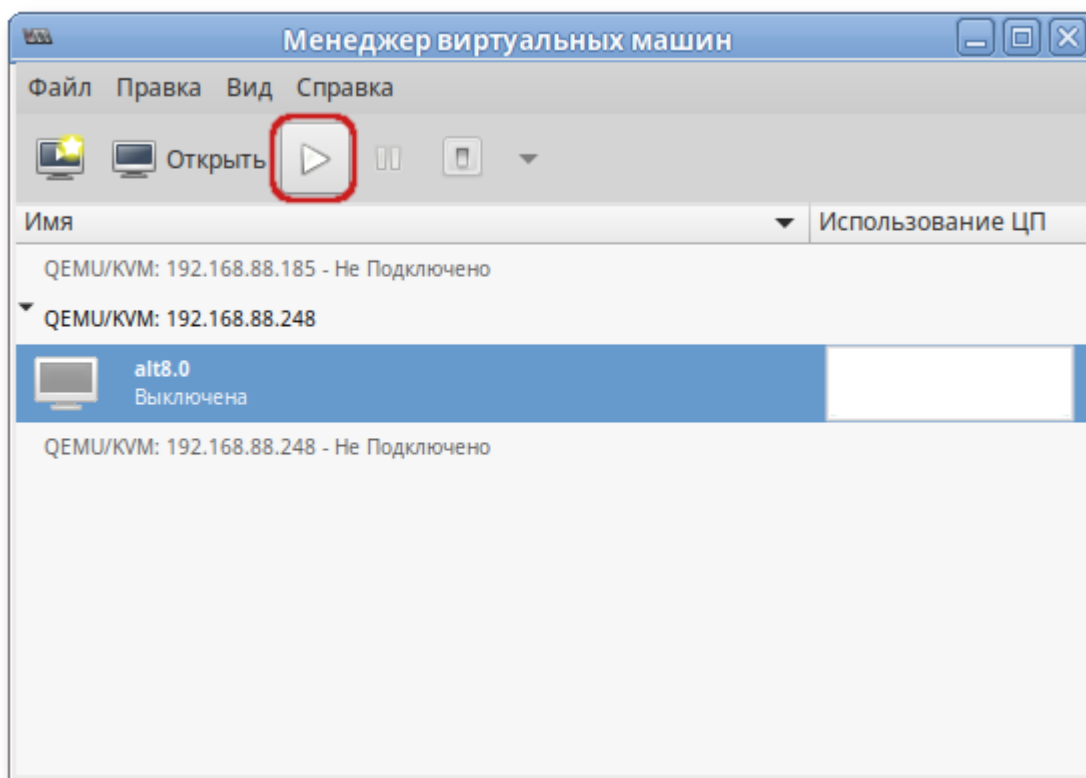 Менеджер виртуальных машин
Файл Правка Вид Справка
Открыть
Имя Использование ЦП
QEMU/KVM: 192.168.88.185 - Не Подключено
QEMU/KVM: 192.168.88.248
alt8.0
Выключена
QEMU/KVM: 192.168.88.248 - Не Подключено